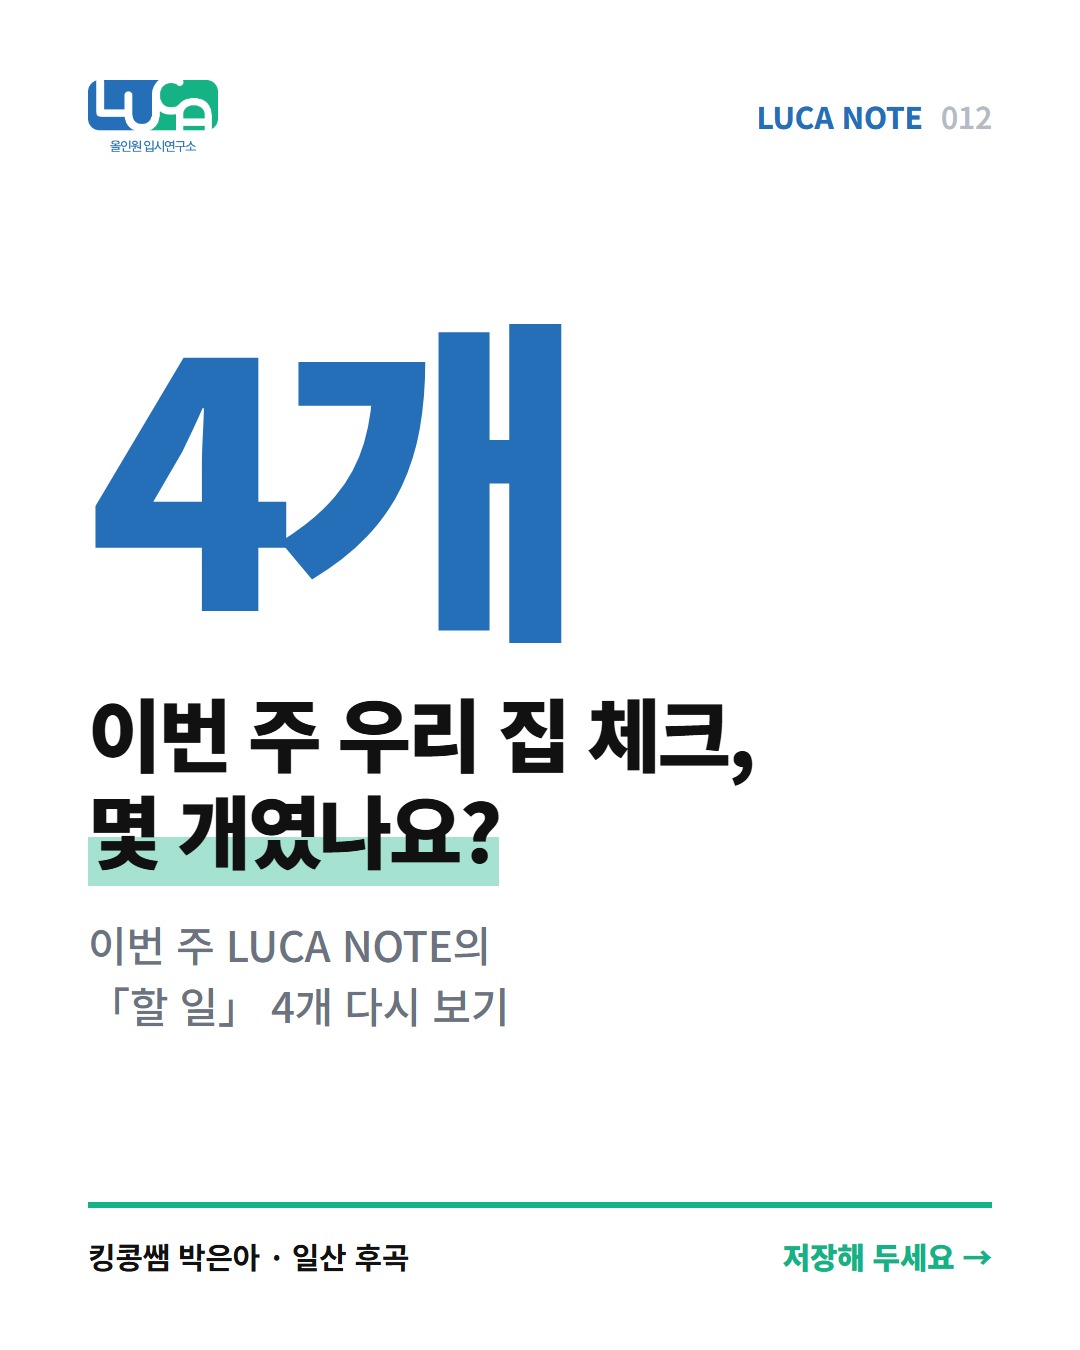 LUCA
올인원 입시연구소
LUCA NOTE 012
4개
이번 주 우리 집 체크,
몇 개였나요?
이번 주 LUCA NOTE의
「할 일」 4개 다시 보기
킹콩쌤 박은아 · 일산 후곡
저장해 두세요 →